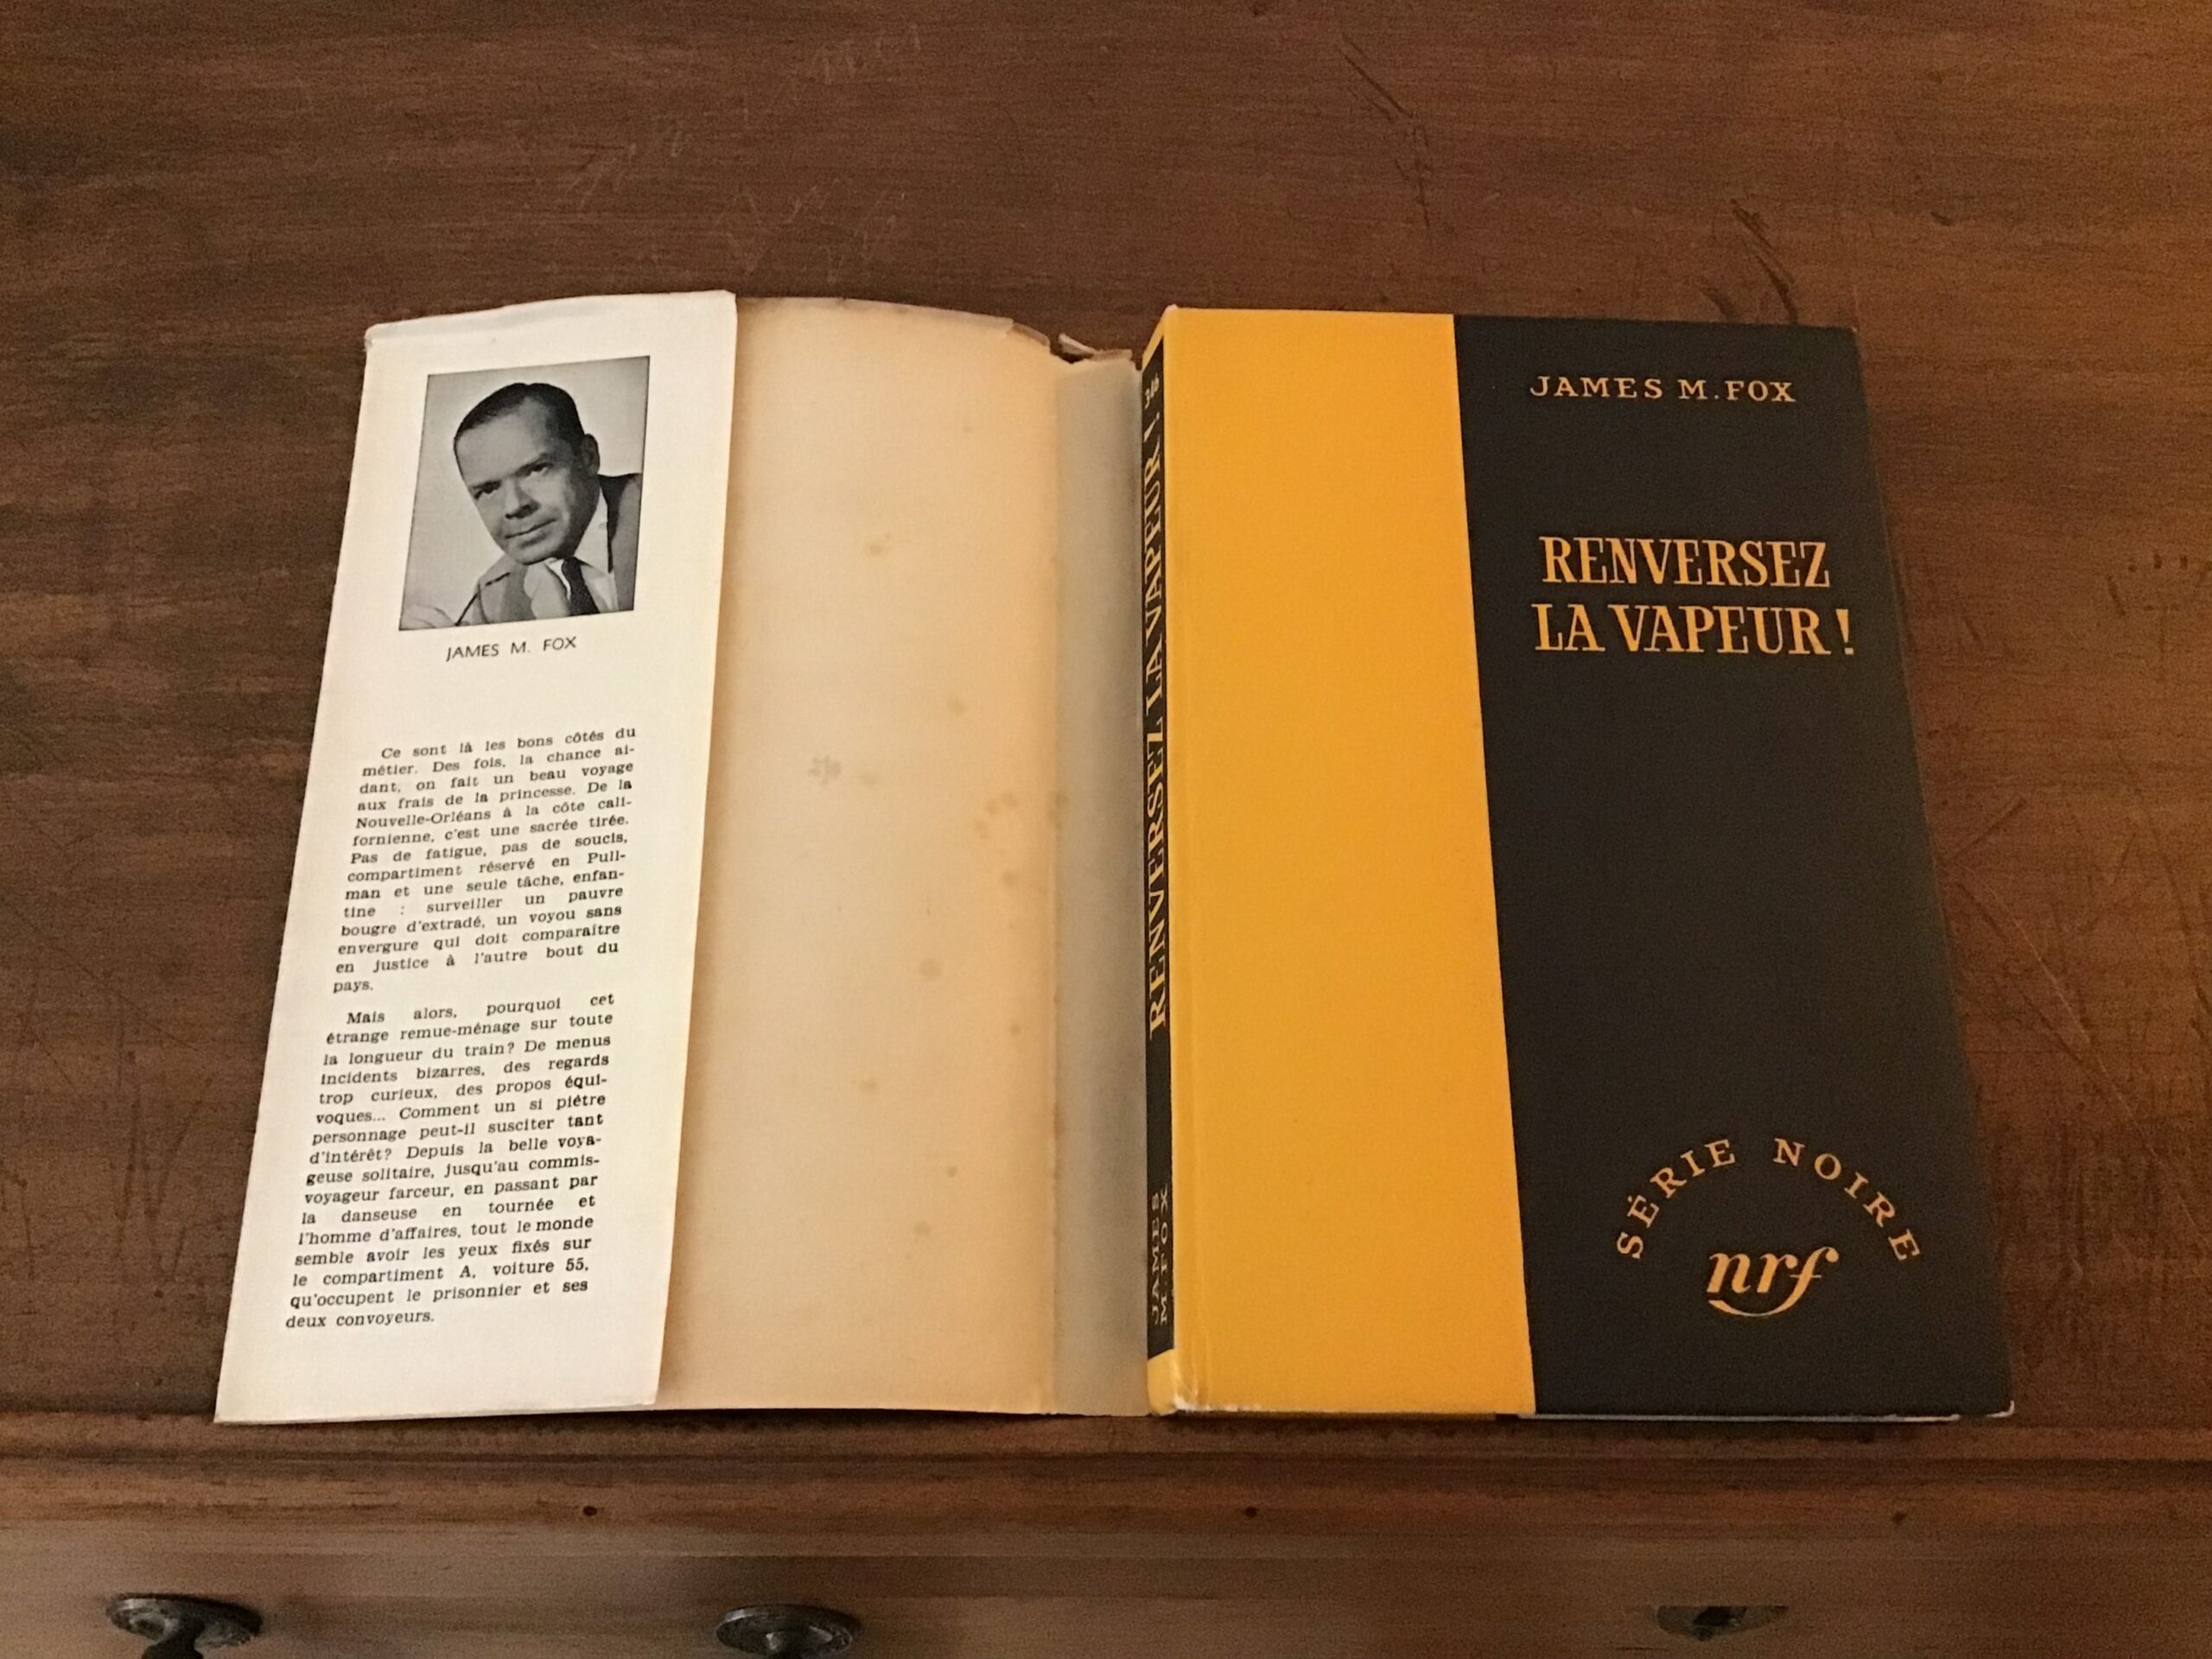 JAMES M. FOX
Ce sont là les bons côtés du
métier. Des fois, la chance ai-
dant, on fait un beau voyage
aux frais de la princesse. De la
Nouvelle-Orléans à la côte cali-
fornienne, c'est une sacrée tirée.
Pas de fatigue, pas de soucis,
compartiment réservé en Pull-
man et une seule tâche, enfan-
tine : surveiller un pauvre
bougre d'extradé, un voyou sans
envergure qui doit comparaître
en justice à l'autre bout du
pays.
Mais alors, pourquoi cet
étrange remue-ménage sur toute
la longueur du train? De menus
incidents bizarres, des regards
trop curieux, des propos équi-
voques... Comment un si piètre
personnage peut-il susciter tant
d'intérêt? Depuis la belle voya-
geuse solitaire, jusqu'au commis-
voyageur farceur, en passant par
la danseuse en tournée et
l'homme d'affaires, tout le monde
semble avoir les yeux fixés sur
le compartiment A, voiture 55,
qu'occupent le prisonnier et ses
deux convoyeurs.
JAMES
M. FOX
RENVERSEZ LA VAPEUR !
JAMES M. FOX
RENVERSEZ
LA VAPEUR !
SÉRIE NOIRE
nrf